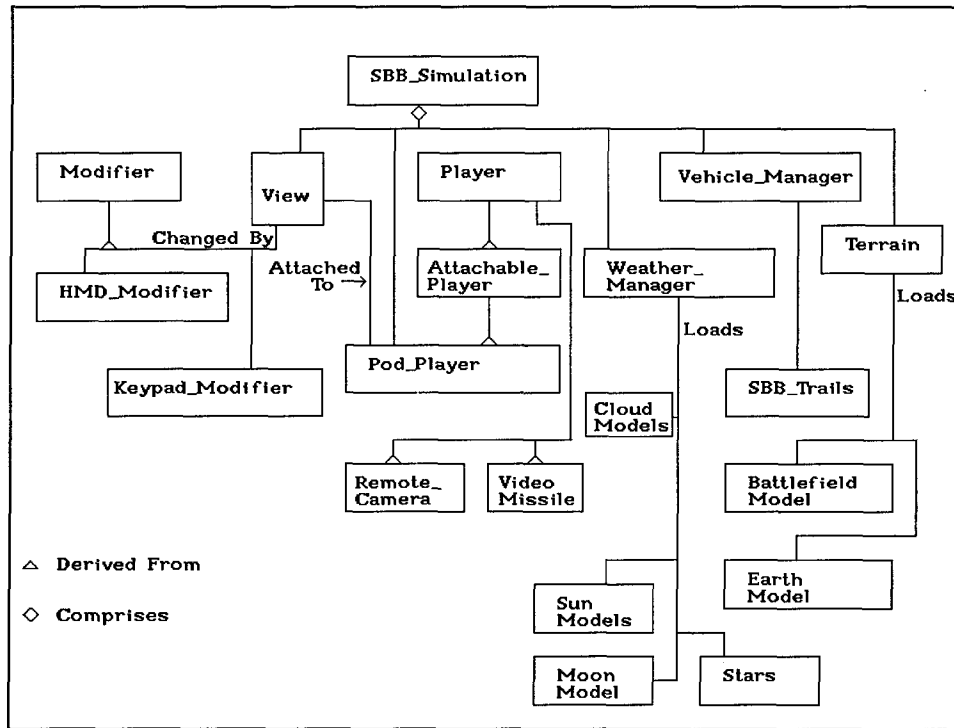 SBB_Simulation
Modifier
View
Player
Vehicle_Manager
Changed By
Terrain
HMD_Modifier
Attached
To
Attachable_
Player
Weather_
Manager
Loads
Loads
Keypad_Modifier
Pod_Player
SBB_Trails
Cloud
Models
Remote_
Camera
Video
Missile
Battlefield
Model
Derived From
Earth
Model
Comprises
Sun
Models
Moon
Model
Stars